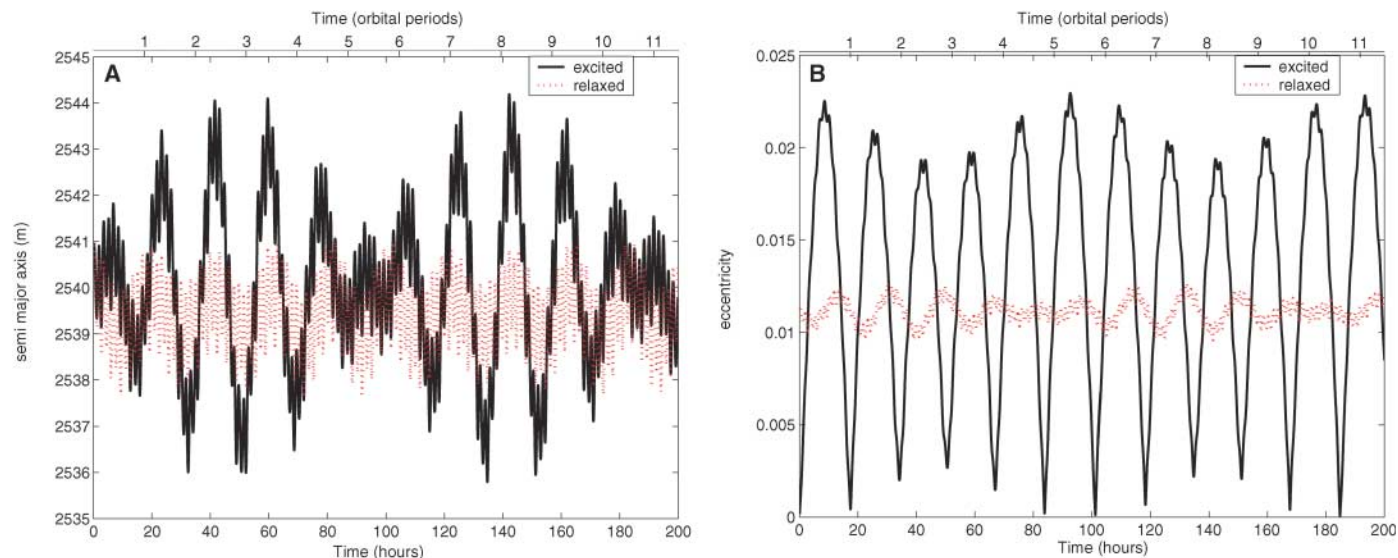 Time (orbital periods)
1 2 3 4 5 6 7 8 9 10 11
2545
A
excited
relaxed
2544
2543
2542
2541
2540
2539
2538
2537
2536
2535
semi major axis (m)
0 20 40 60 80 100 120 140 160 180 200
Time (hours)
Time (orbital periods)
1 2 3 4 5 6 7 8 9 10 11
0.025
B
excited
relaxed
0.02
0.015
0.01
0.005
0
eccentricity
0 20 40 60 80 100 120 140 160 180 200
Time (hours)